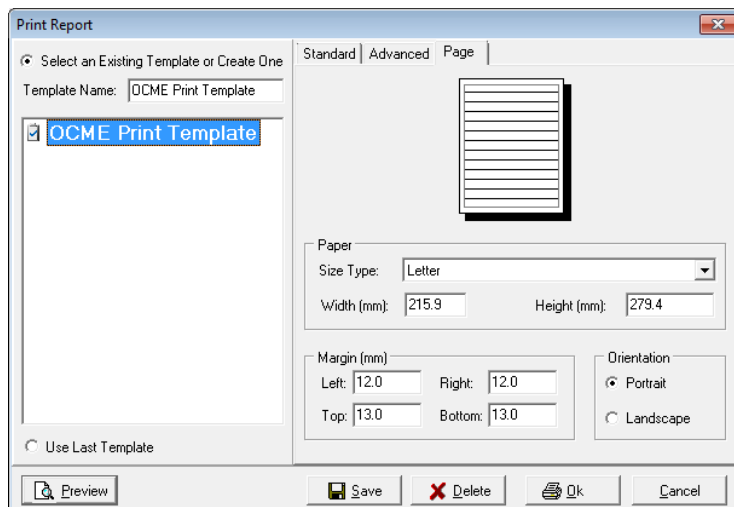 Print Report
Select an Existing Template or Create One
Template Name: OCME Print Template
OCME Print Template
Use Last Template
Standard Advanced Page
Paper
Size Type: Letter
Width (mm): 215.9 Height (mm): 279.4
Margin (mm)
Left: 12.0 Right: 12.0
Top: 13.0 Bottom: 13.0
Orientation
Portrait
Landscape
Preview Save Delete Ok Cancel